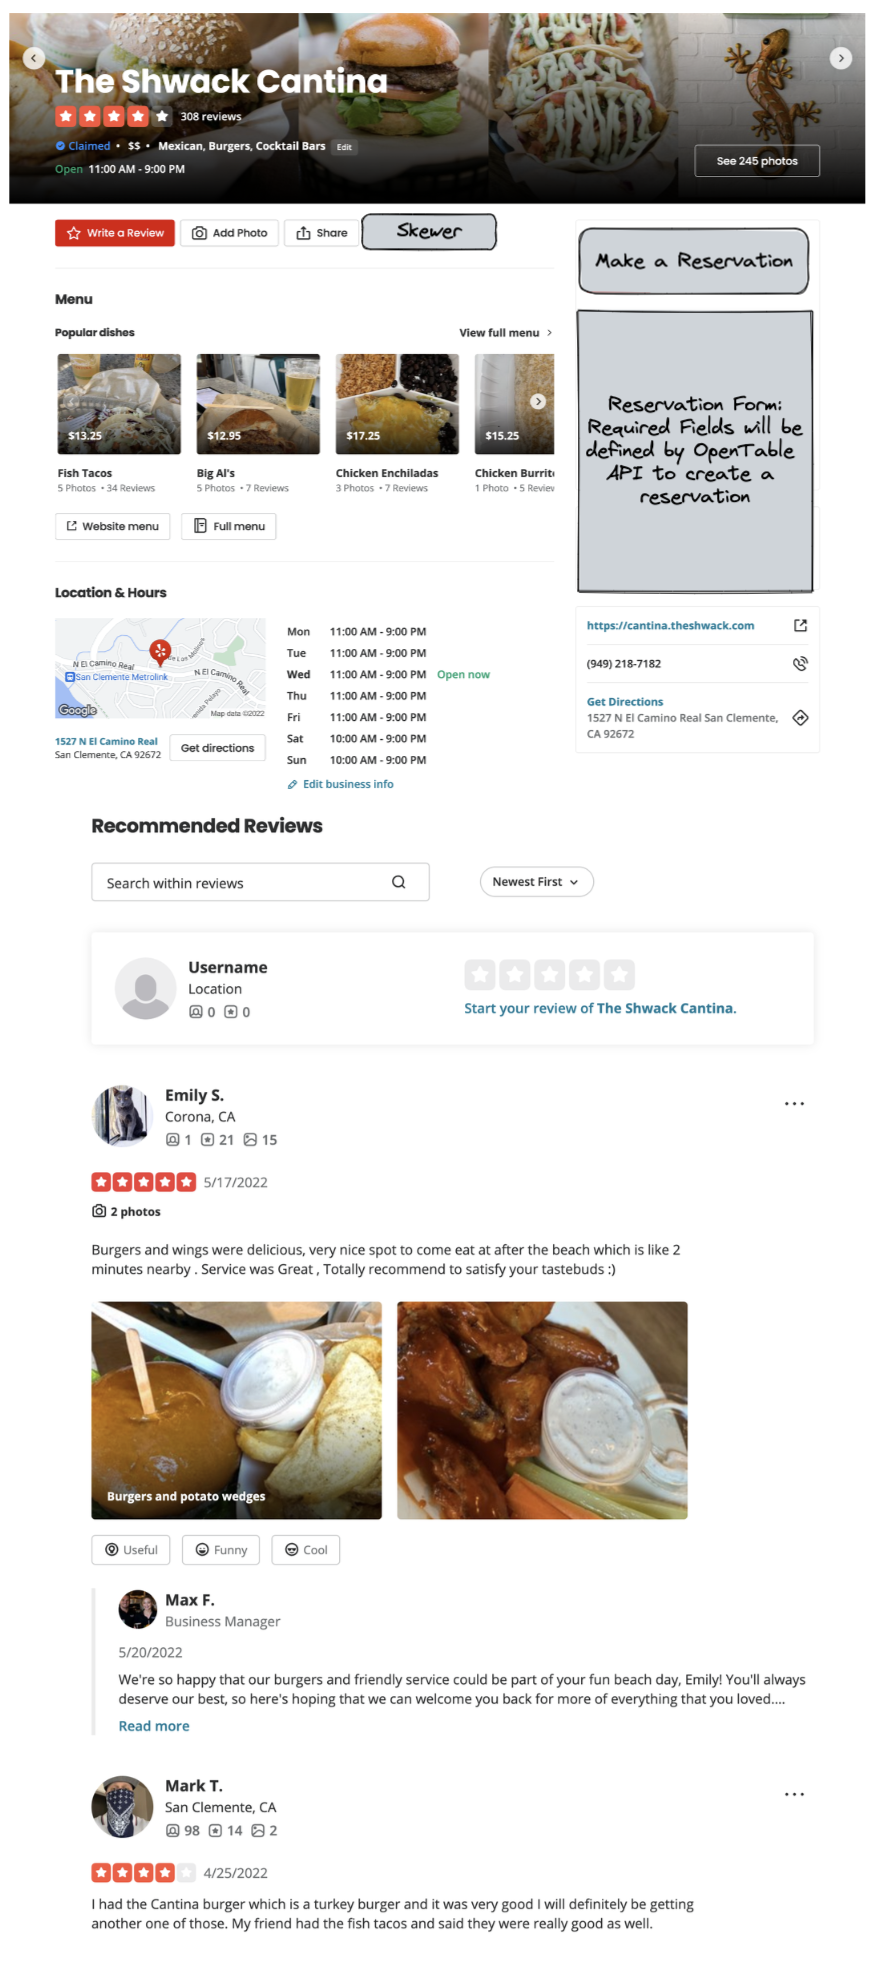 The Shwack Cantina
308 reviews
Claimed • $$ • Mexican, Burgers, Cocktail Bars Edit
Open 11:00 AM - 9:00 PM
See 245 photos
Write a Review
Add Photo
Share
Skewer
Make a Reservation
Reservation Form:
Required Fields will be
defined by OpenTable
API to create a
reservation
Menu
Popular dishes
View full menu
$13.25
$12.95
$17.25
$15.25
Fish Tacos
5 Photos • 34 Reviews
Big Al's
5 Photos • 7 Reviews
Chicken Enchiladas
3 Photos • 7 Reviews
Chicken Burrit
1 Photo • 5 Review
Website menu
Full menu
Location & Hours
N El Camino Real
San Clemente Metrolink
N El Camino Real
Los Molinos
Google
Map data ©2022
1527 N El Camino Real
San Clemente, CA 92672
Get directions
Mon 11:00 AM - 9:00 PM
Tue 11:00 AM - 9:00 PM
Wed 11:00 AM - 9:00 PM Open now
Thu 11:00 AM - 9:00 PM
Fri 11:00 AM - 9:00 PM
Sat 10:00 AM - 9:00 PM
Sun 10:00 AM - 9:00 PM
Edit business info
https://cantina.theshwack.com
(949) 218-7182
Get Directions
1527 N El Camino Real San Clemente,
CA 92672
Recommended Reviews
Search within reviews
Newest First
Username
Location
0 0
Start your review of The Shwack Cantina.
Emily S.
Corona, CA
1 21 15
5/17/2022
2 photos
Burgers and wings were delicious, very nice spot to come eat at after the beach which is like 2
minutes nearby . Service was Great , Totally recommend to satisfy your tastebuds :)
Burgers and potato wedges
Useful
Funny
Cool
Max F.
Business Manager
5/20/2022
We're so happy that our burgers and friendly service could be part of your fun beach day, Emily! You'll always
deserve our best, so here's hoping that we can welcome you back for more of everything that you loved....
Read more
Mark T.
San Clemente, CA
98 14 2
4/25/2022
I had the Cantina burger which is a turkey burger and it was very good I will definitely be getting
another one of those. My friend had the fish tacos and said they were really good as well.